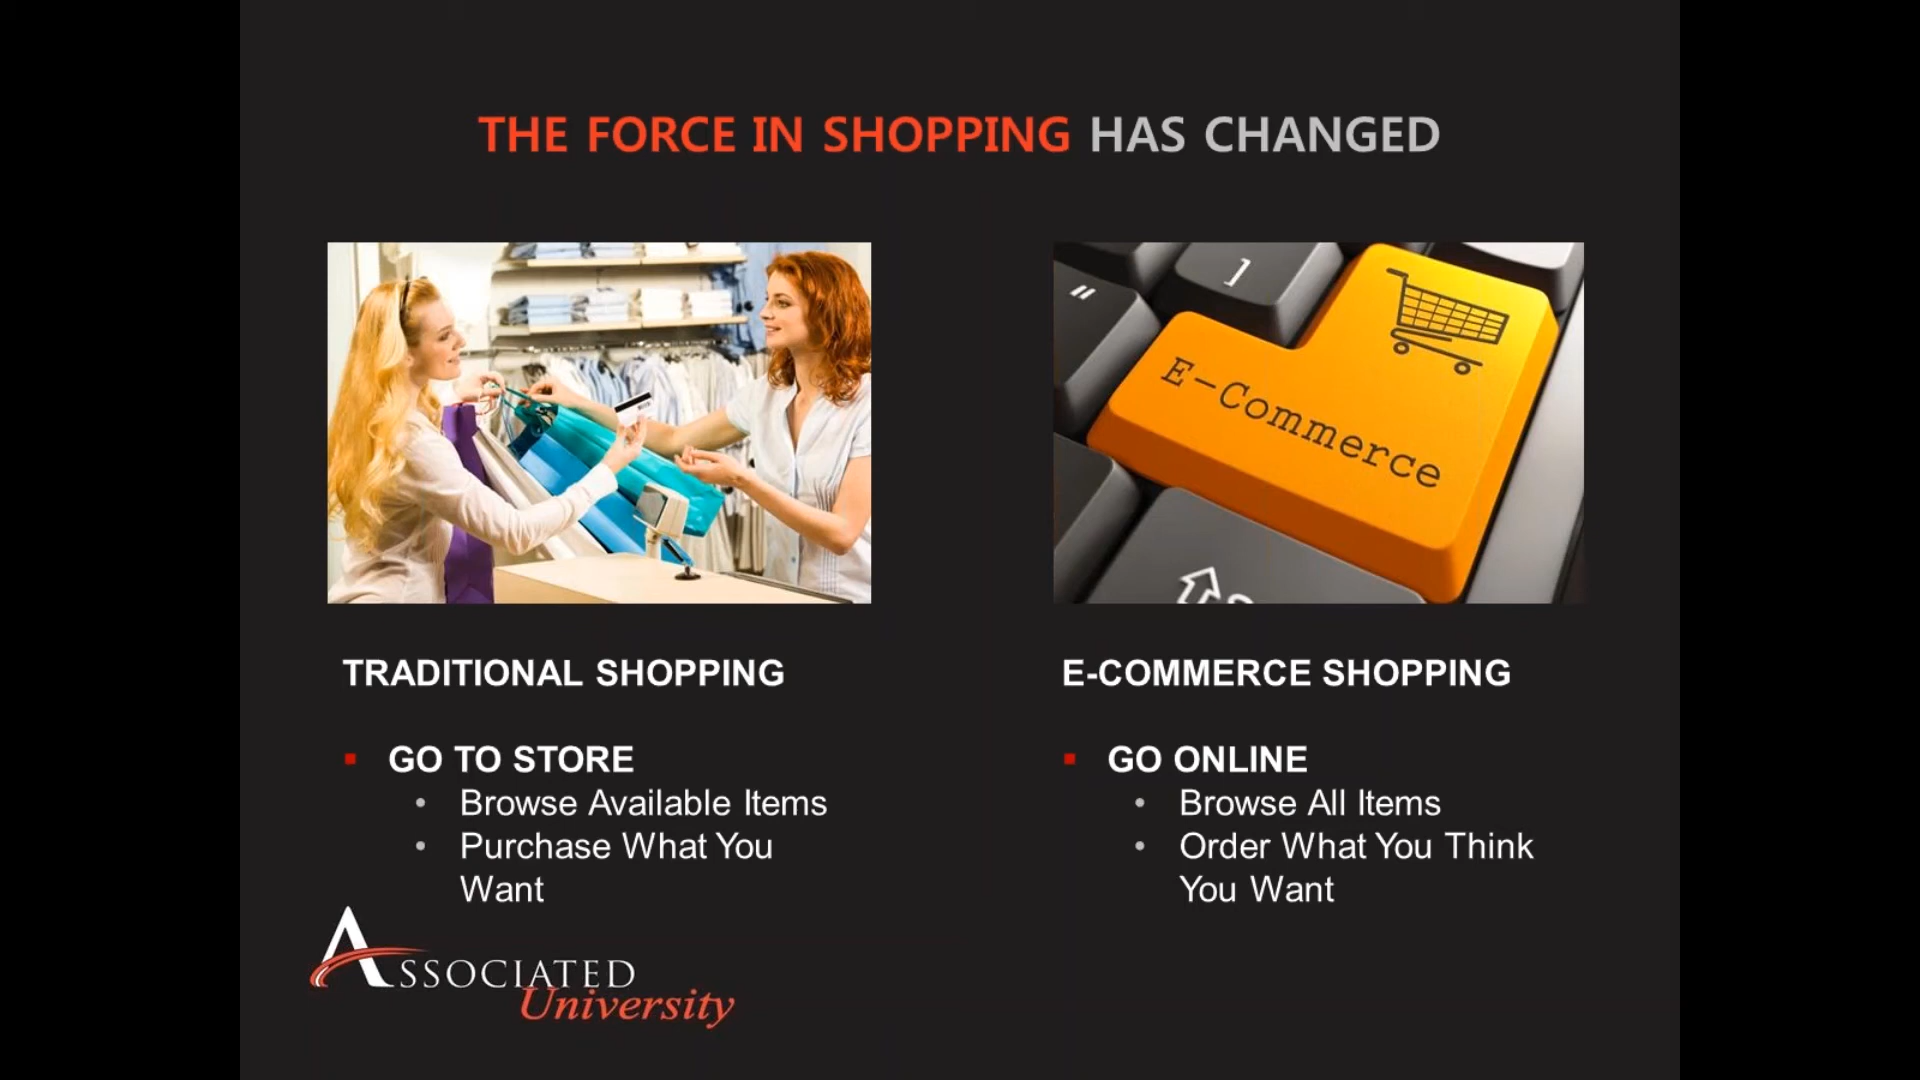 THE FORCE IN SHOPPING HAS CHANGED
"
]
E-Commerce
TRADITIONAL SHOPPING
GO TO STORE
Browse Available Items
Purchase What You
Want
E-COMMERCE SHOPPING
GO ONLINE
Browse All Items
Order What You Think
You Want
ASSOCIATED
University